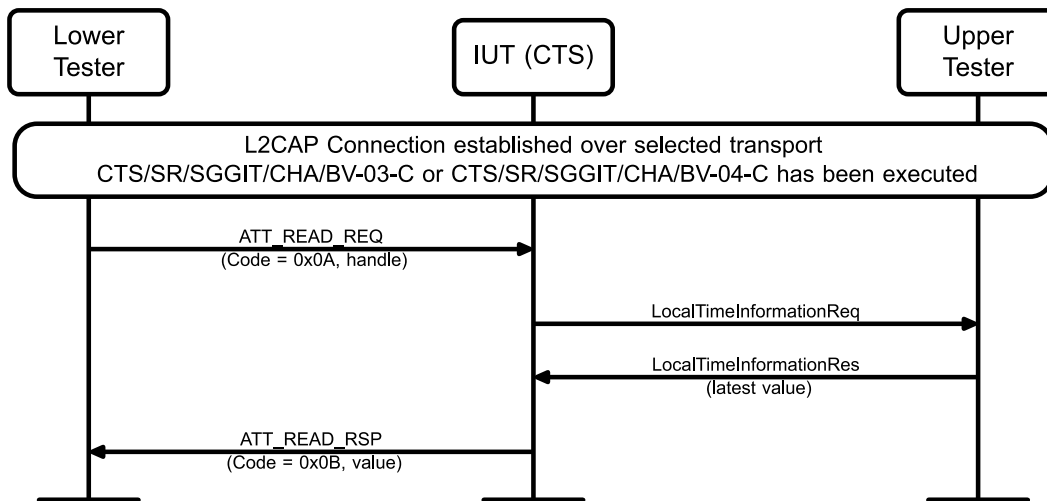 Lower
Tester
IUT (CTS)
Upper
Tester
L2CAP Connection established over selected transport
CTS/SR/SGGIT/CHA/BV-03-C or CTS/SR/SGGIT/CHA/BV-04-C has been executed
ATT_READ_REQ
(Code = 0x0A, handle)
LocalTimeInformationReq
LocalTimeInformationRes
(latest value)
ATT_READ_RSP
(Code = 0x0B, value)